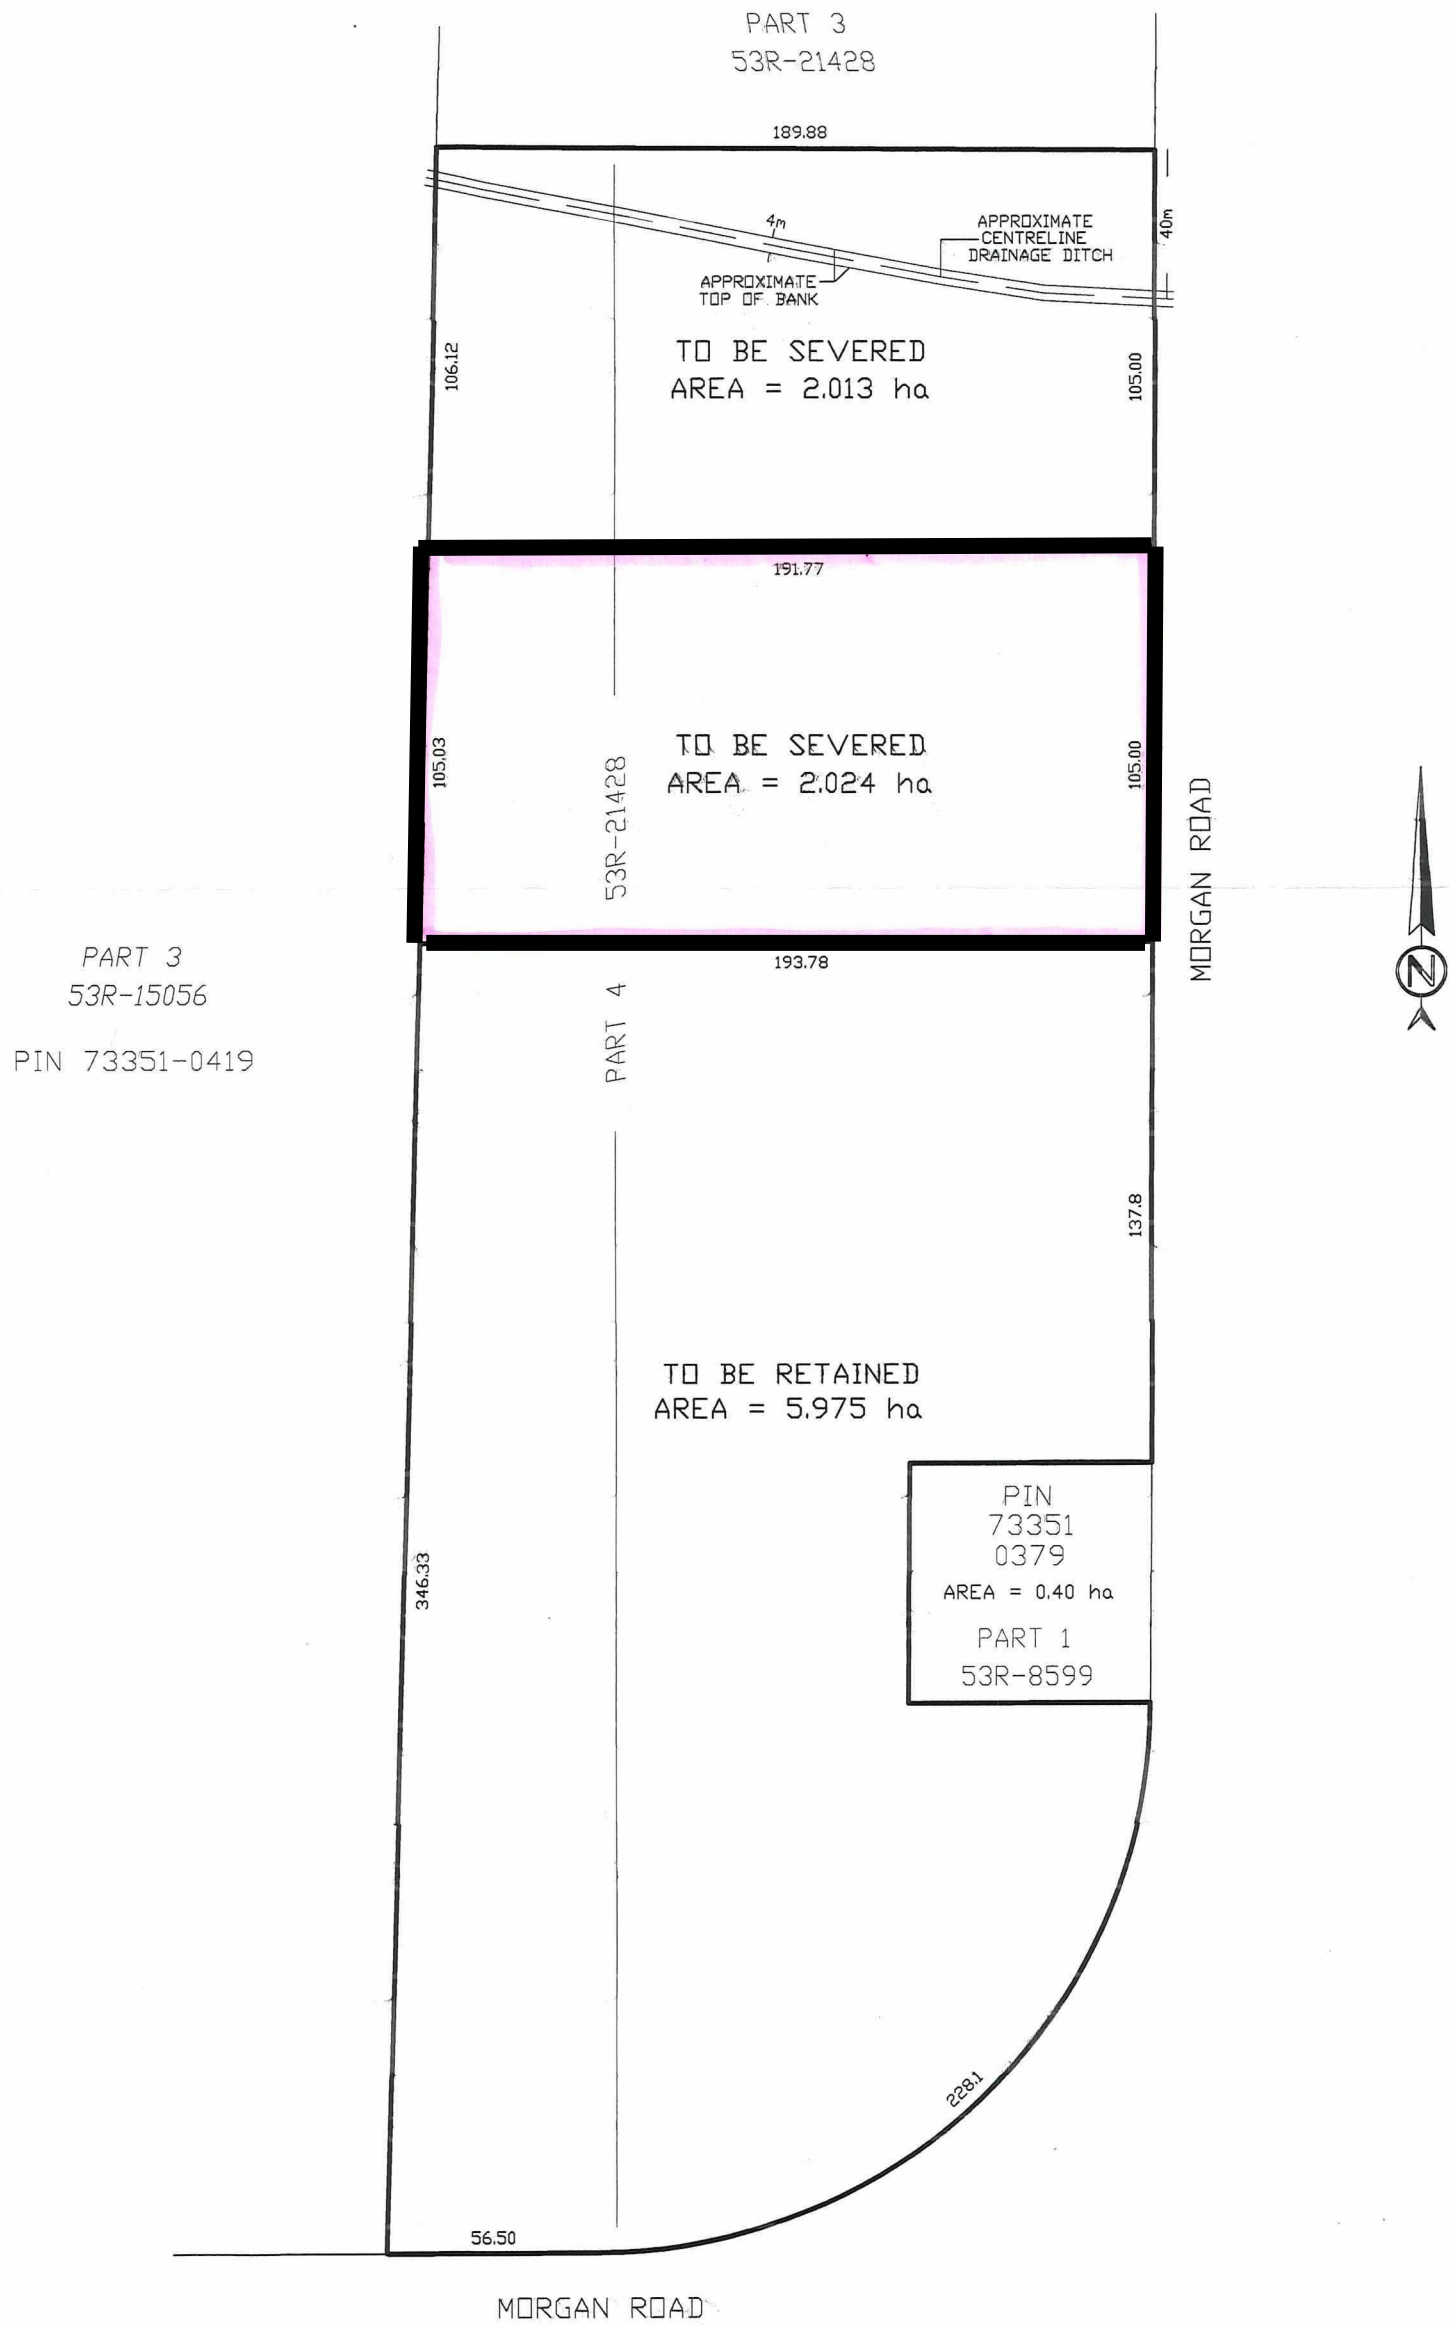 PART 3
53R-21428
189.88
4m
APPROXIMATE
CENTRELINE
DRAINAGE DITCH
40m
APPROXIMATE
TOP OF BANK
TO BE SEVERED
AREA = 2.013 ha
106.12
105.00
191.77
TO BE SEVERED
AREA = 2.024 ha
105.03
105.00
53R-21428
MORGAN ROAD
N
193.78
PART 3
53R-15056
PIN 73351-0419
PART 4
137.8
TO BE RETAINED
AREA = 5.975 ha
PIN
73351
0379
AREA = 0.40 ha
PART 1
53R-8599
346.33
228.1
56.50
MORGAN ROAD